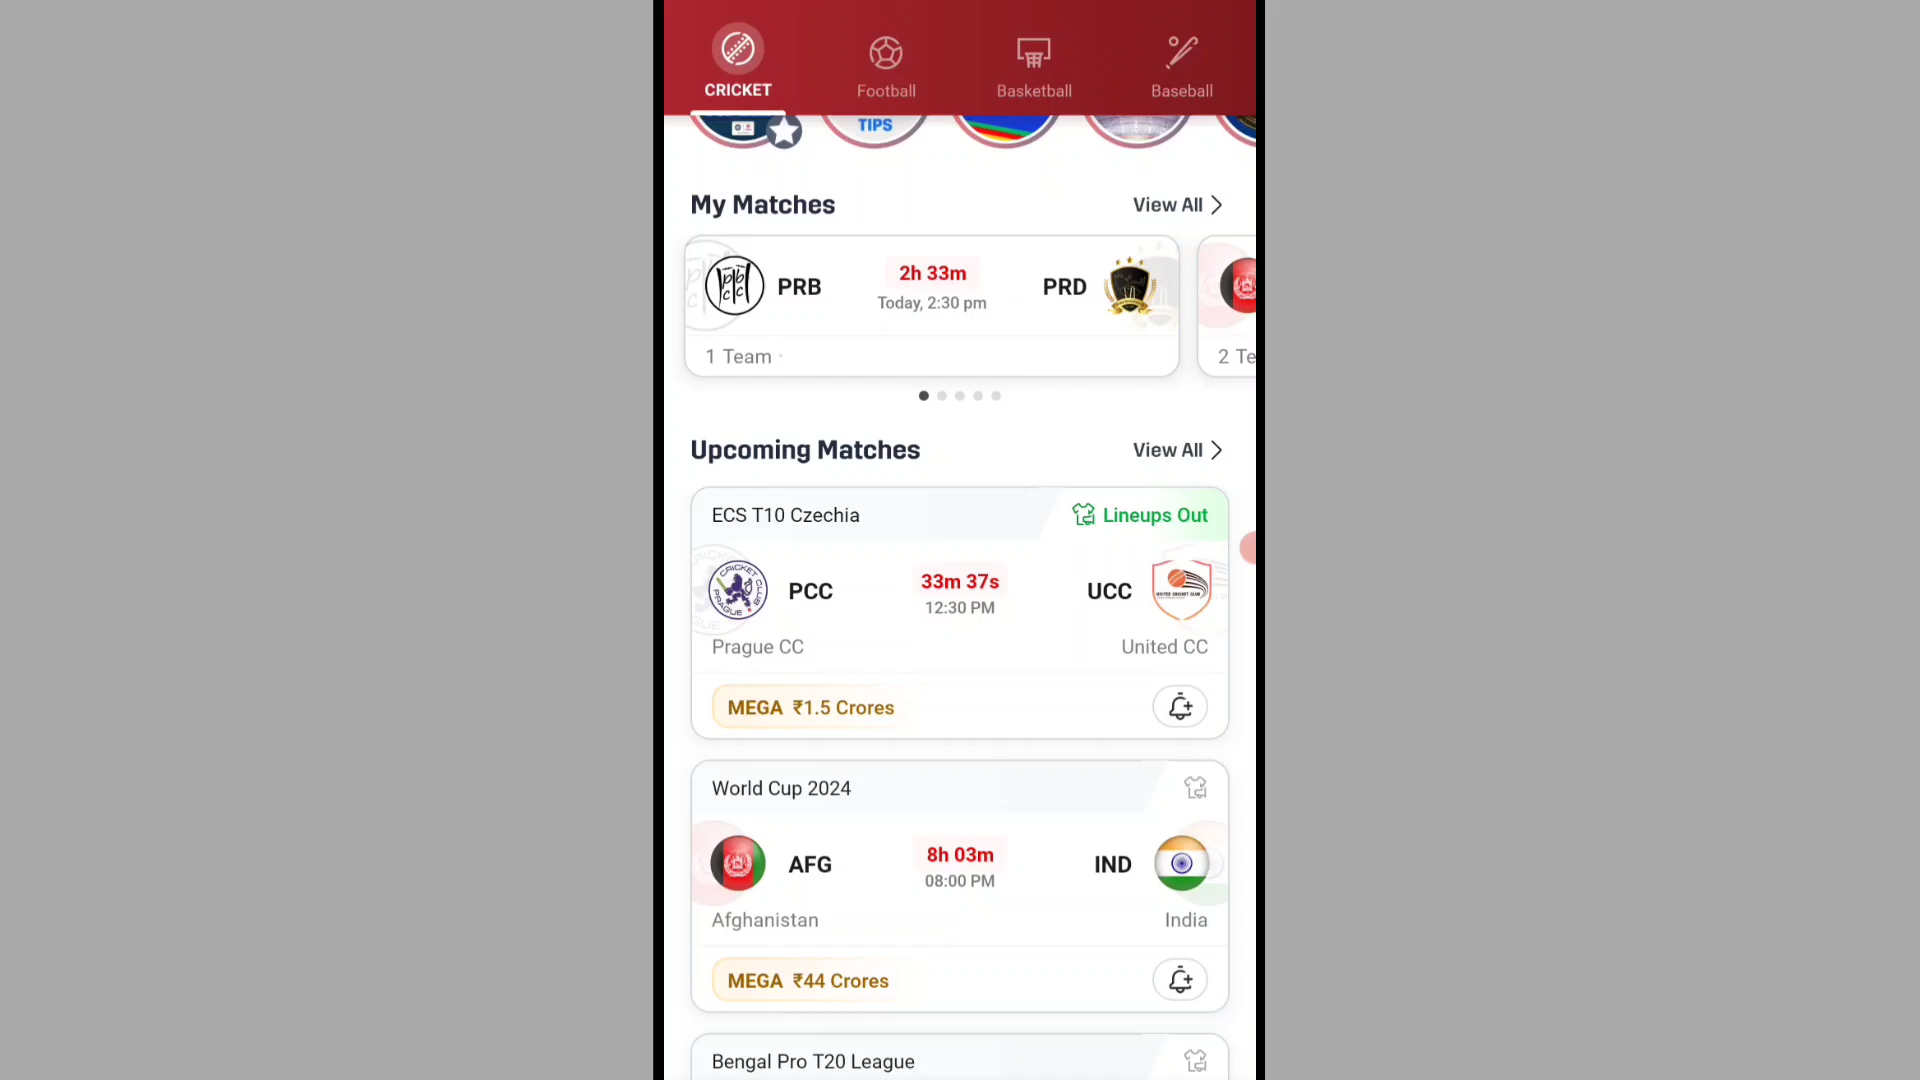 CRICKET
Football
Basketball
Baseball
TIPS
My Matches
View All
PRB
2h 33m
PRD
Today, 2:30 pm
1 Team
2 Te
Upcoming Matches
View All
ECS T10 Czechia
Lineups Out
PCC
33m 37s
UCC
12:30 PM
Prague CC
United CC
MEGA ₹1.5 Crores
World Cup 2024
AFG
8h 03m
IND
08:00 PM
Afghanistan
India
MEGA ₹44 Crores
Bengal Pro T20 League